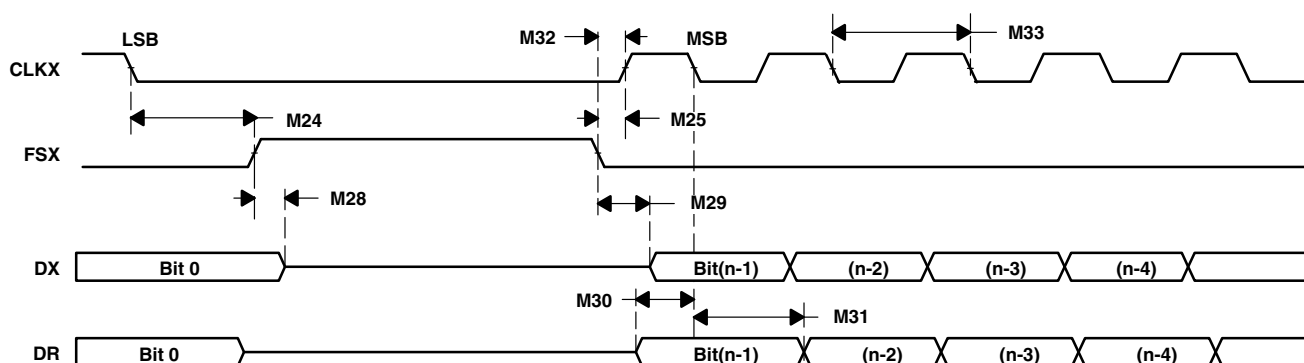 LSB M32 MSB M33
CLKX
M24 M25
FSX
M28 M29
DX Bit 0 Bit(n-1) (n-2) (n-3) (n-4)
M30 M31
DR Bit 0 Bit(n-1) (n-2) (n-3) (n-4)